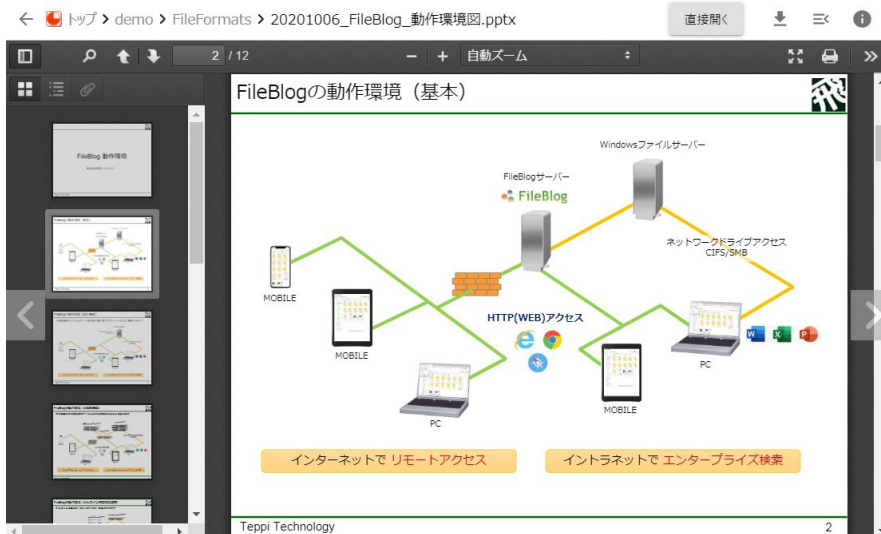 トップ > demo > FileFormats > 20201006_FileBlog_動作環境図.pptx
直接開く
2 / 12
自動ズーム
FileBlog 動作環境
FileBlogの動作環境（基本）
飛
Windowsファイルサーバー
FileBlogサーバー
FileBlog
ネットワークドライブアクセス
CIFS/SMB
MOBILE
HTTP(WEB)アクセス
MOBILE
PC
MOBILE
PC
インターネットで リモートアクセス
イントラネットで エンタープライズ検索
Teppi Technology
2